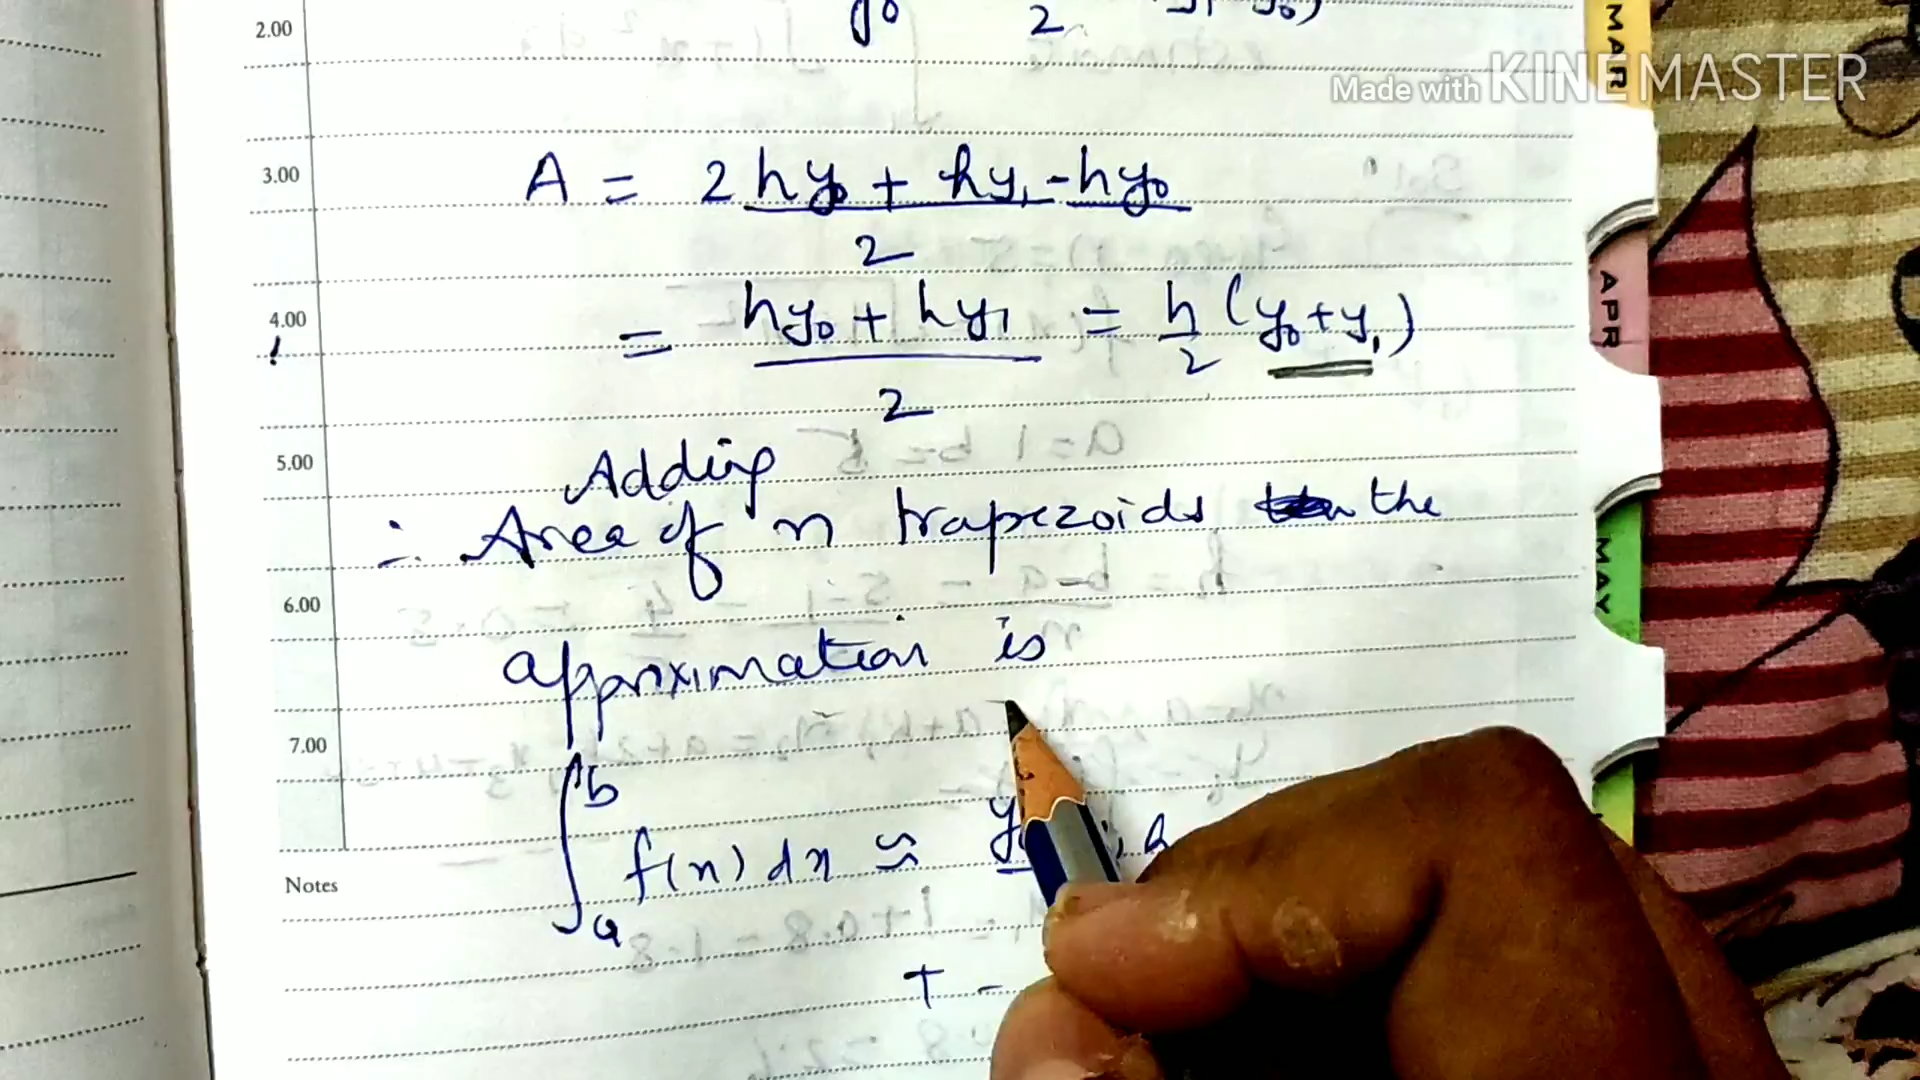 2.00
2
Made with KINEMASTER
MAR
3.00
A = 2hy₀ + hy₁ - hy₀
2
4.00
= hy₀ + hy₁ = h (y₀+y₁)
2
2
APR
5.00
Adding
∴ Area of n trapezoids the
6.00
approximation is
MAY
7.00
∫ b
f(x) dx ≈
a
Notes
+ -